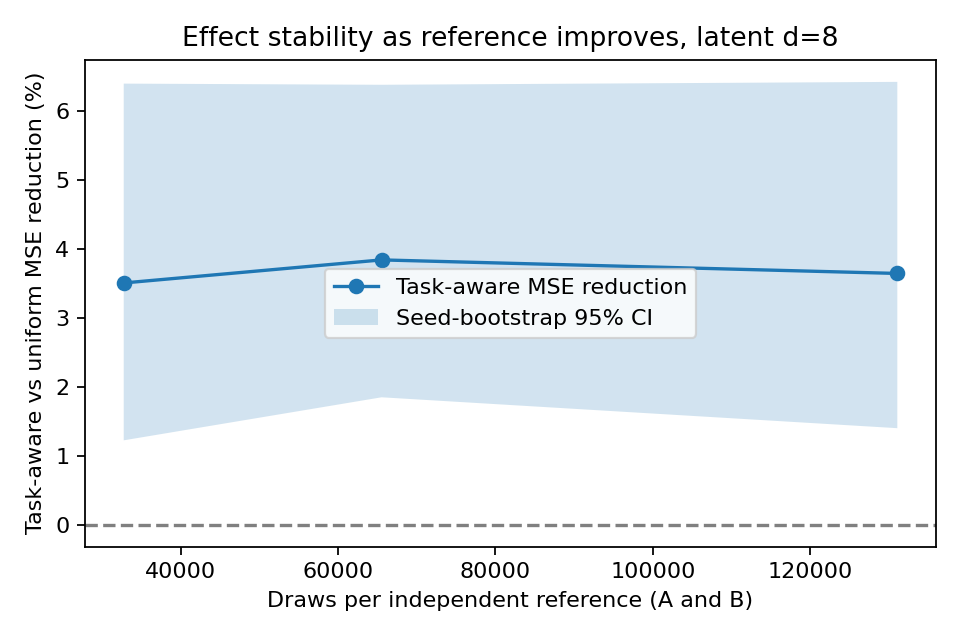 Effect stability as reference improves, latent d=8
Task-aware vs uniform MSE reduction (%)
6
5
4
3
2
1
0
Task-aware MSE reduction
Seed-bootstrap 95% CI
40000 60000 80000 100000 120000
Draws per independent reference (A and B)